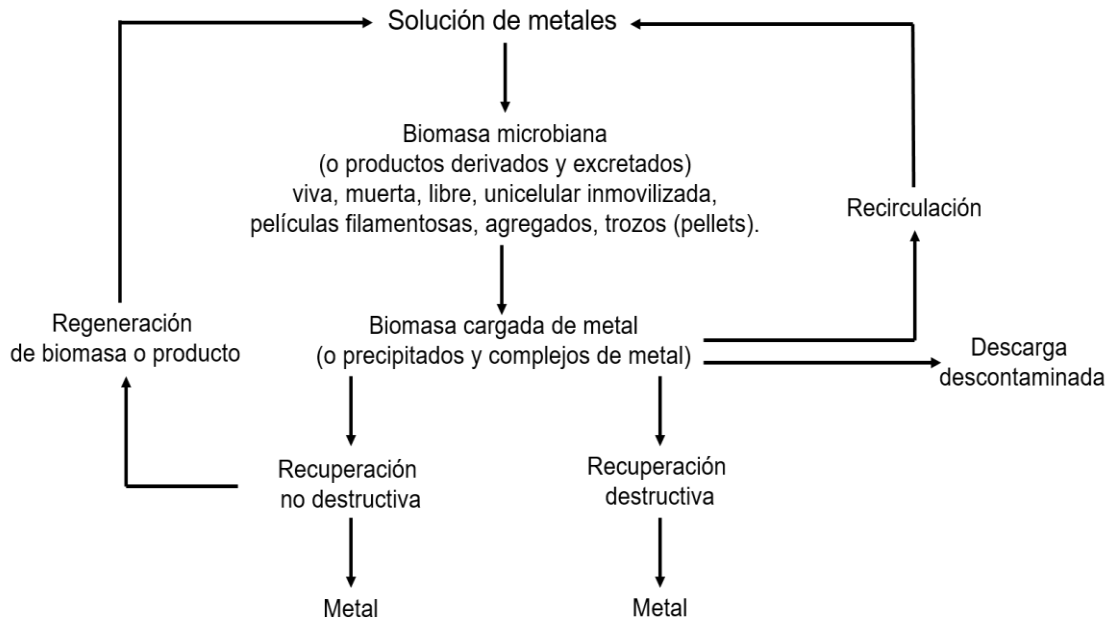 Solución de metales
Biomasa microbiana
(o productos derivados y excretados)
viva, muerta, libre, unicelular inmovilizada,
películas filamentosas, agregados, trozos (pellets).
Recirculación
Regeneración
de biomasa o producto
Biomasa cargada de metal
(o precipitados y complejos de metal)
Descarga
descontaminada
Recuperación
no destructiva
Recuperación
destructiva
Metal
Metal